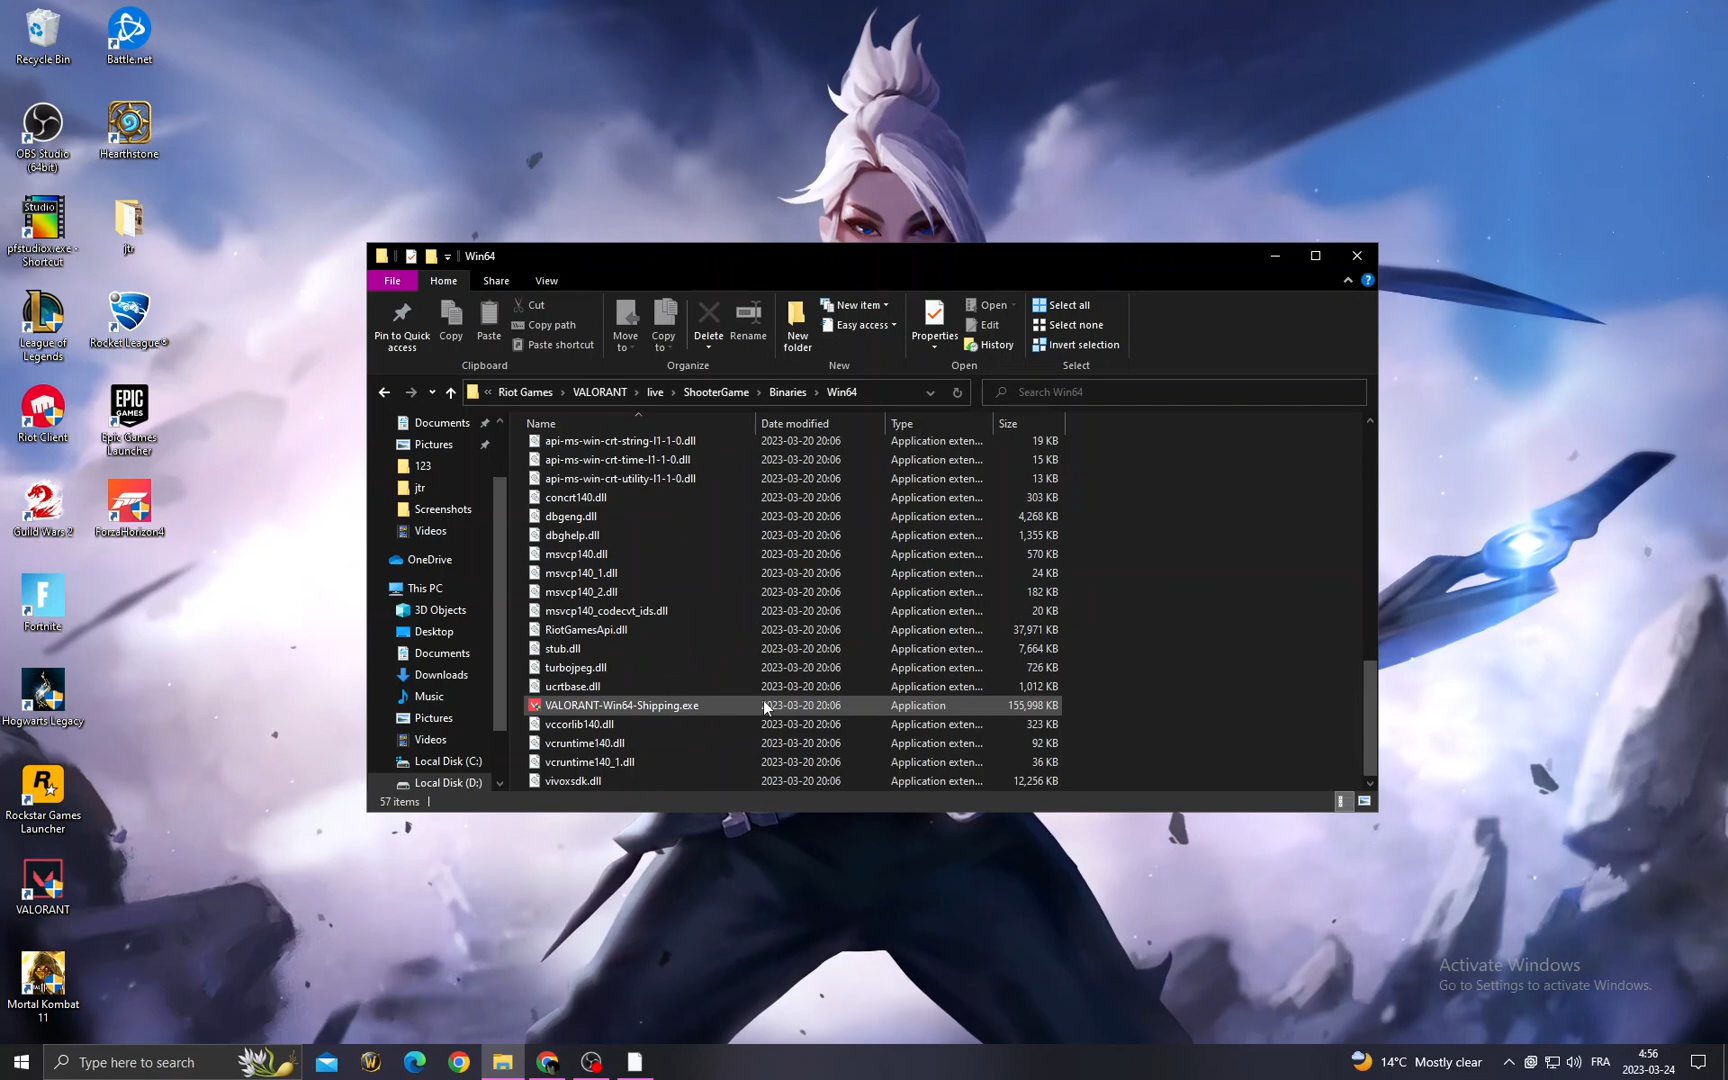 Recycle Bin
Battle.net
OBS Studio
(64bit)
Hearthstone
Studio
pfstudiox.exe -
Shortcut
jtr
League of
Legends
Rocket League®
Riot Client
EPIC
GAMES
Epic Games
Launcher
Guild Wars 2
ForzaHorizon4
Fortnite
Hogwarts Legacy
Rockstar Games
Launcher
VALORANT
Mortal Kombat
11
Win64
File Home Share View
Pin to Quick
access
Copy
Paste
Cut
Copy path
Paste shortcut
Clipboard
Move
to
Copy
to
Delete
Rename
Organize
New
folder
New item
Easy access
New
Properties
Open
Edit
History
Open
Select all
Select none
Invert selection
Select
« Riot Games › VALORANT › live › ShooterGame › Binaries › Win64
Search Win64
Documents
Pictures
123
jtr
Screenshots
Videos
OneDrive
This PC
3D Objects
Desktop
Documents
Downloads
Music
Pictures
Videos
Local Disk (C:)
Local Disk (D:)
Name Date modified Type Size
api-ms-win-crt-string-l1-1-0.dll 2023-03-20 20:06 Application exten... 19 KB
api-ms-win-crt-time-l1-1-0.dll 2023-03-20 20:06 Application exten... 15 KB
api-ms-win-crt-utility-l1-1-0.dll 2023-03-20 20:06 Application exten... 13 KB
concrt140.dll 2023-03-20 20:06 Application exten... 303 KB
dbgeng.dll 2023-03-20 20:06 Application exten... 4,268 KB
dbghelp.dll 2023-03-20 20:06 Application exten... 1,355 KB
msvcp140.dll 2023-03-20 20:06 Application exten... 570 KB
msvcp140_1.dll 2023-03-20 20:06 Application exten... 24 KB
msvcp140_2.dll 2023-03-20 20:06 Application exten... 182 KB
msvcp140_codecvt_ids.dll 2023-03-20 20:06 Application exten... 20 KB
RiotGamesApi.dll 2023-03-20 20:06 Application exten... 37,971 KB
stub.dll 2023-03-20 20:06 Application exten... 7,664 KB
turbojpeg.dll 2023-03-20 20:06 Application exten... 726 KB
ucrtbase.dll 2023-03-20 20:06 Application exten... 1,012 KB
VALORANT-Win64-Shipping.exe 2023-03-20 20:06 Application 155,998 KB
vccorlib140.dll 2023-03-20 20:06 Application exten... 323 KB
vcruntime140.dll 2023-03-20 20:06 Application exten... 92 KB
vcruntime140_1.dll 2023-03-20 20:06 Application exten... 36 KB
vivoxsdk.dll 2023-03-20 20:06 Application exten... 12,256 KB
57 items
Activate Windows
Go to Settings to activate Windows.
Type here to search
14°C Mostly clear
FRA
4:56
2023-03-24